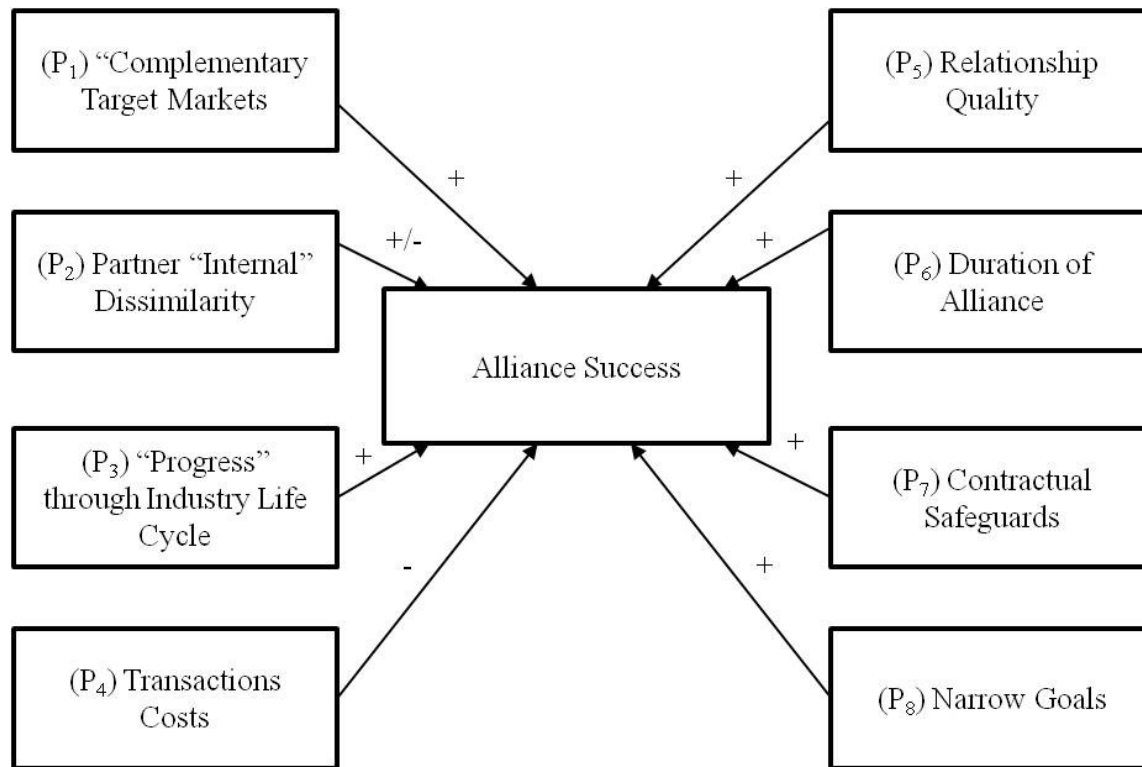 (P₁) “Complementary
Target Markets
+
(P₂) Partner “Internal”
Dissimilarity
+/-
(P₃) “Progress”
through Industry Life
Cycle
+
(P₄) Transactions
Costs
-
Alliance Success
(P₅) Relationship
Quality
+
(P₆) Duration of
Alliance
+
(P₇) Contractual
Safeguards
+
(P₈) Narrow Goals
+